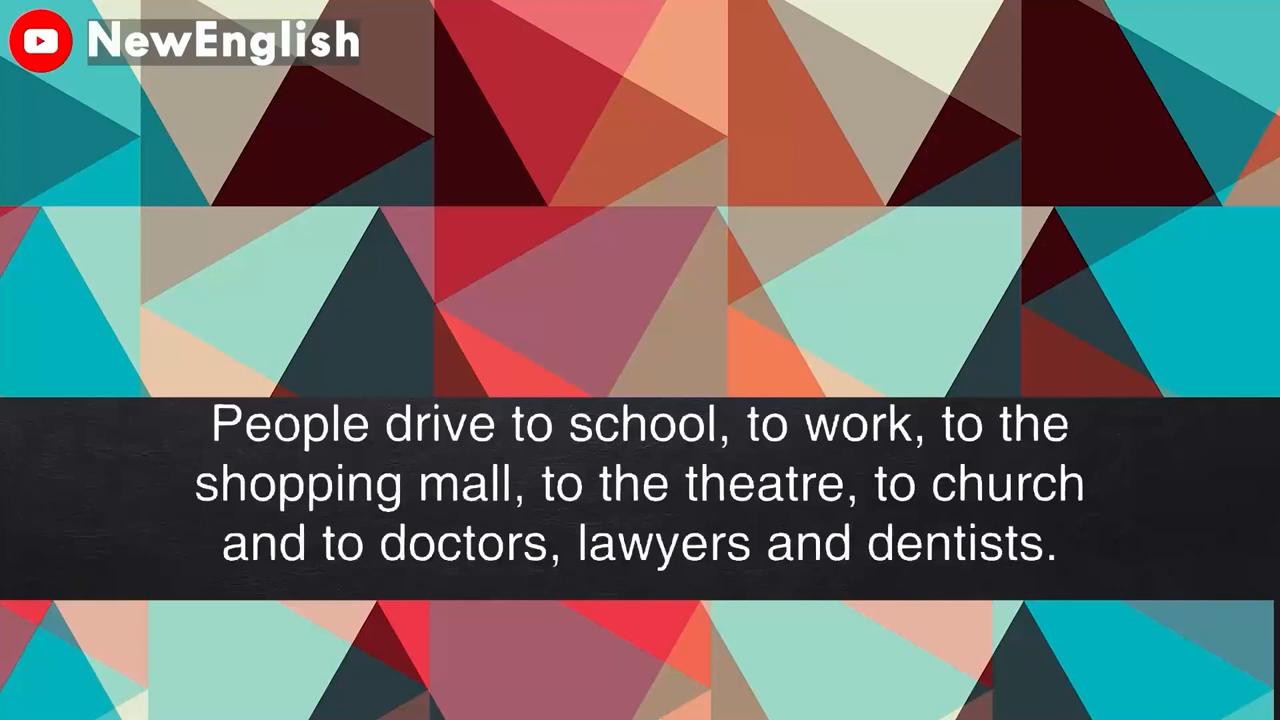 NewEnglish
People drive to school, to work, to the
shopping mall, to the theatre, to church
and to doctors, lawyers and dentists.